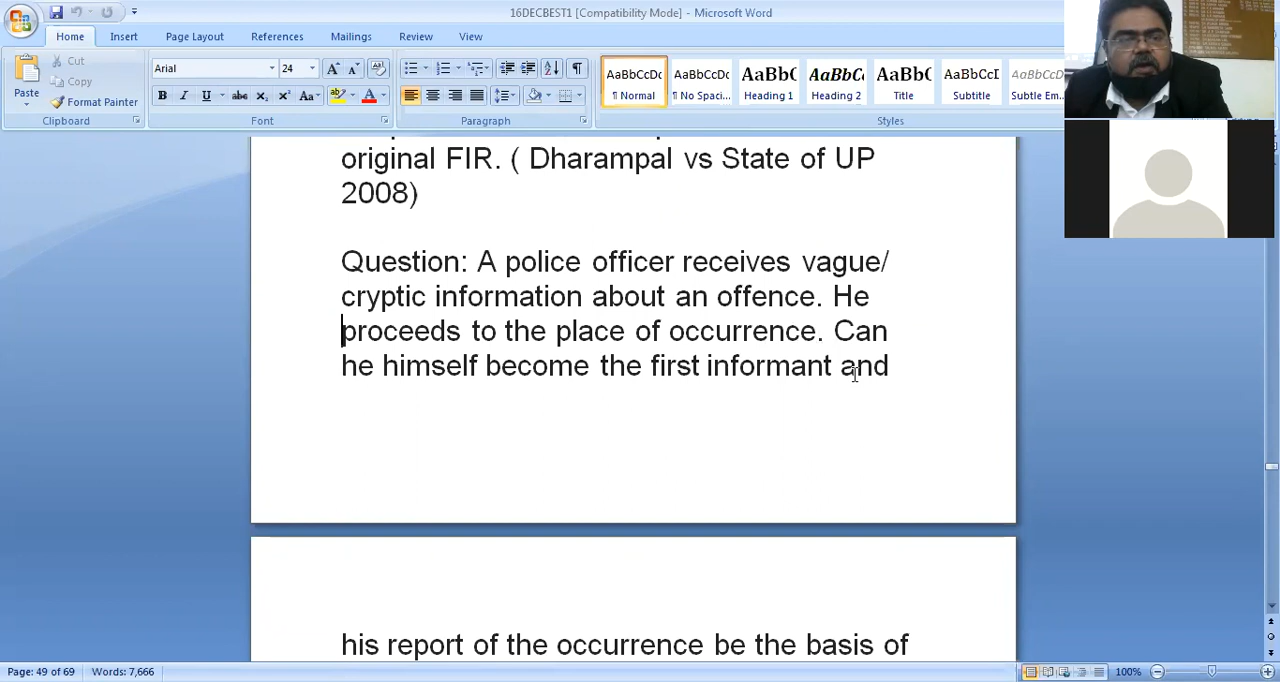 16DECBEST1 [Compatibility Mode] - Microsoft Word
Home Insert Page Layout References Mailings Review View
Paste
Cut
Copy
Format Painter
Clipboard
Arial 24
Font
Paragraph
AaBbCcDc AaBbCcDc AaBbC AaBbCc AaBbC AaBbCcI AaBbCcDc
¶ Normal ¶ No Spaci... Heading 1 Heading 2 Title Subtitle Subtle Em...
Styles
original FIR. ( Dharampal vs State of UP
2008)
Question: A police officer receives vague/
cryptic information about an offence. He
proceeds to the place of occurrence. Can
he himself become the first informant and
his report of the occurrence be the basis of
Page: 49 of 69 Words: 7,666 100%